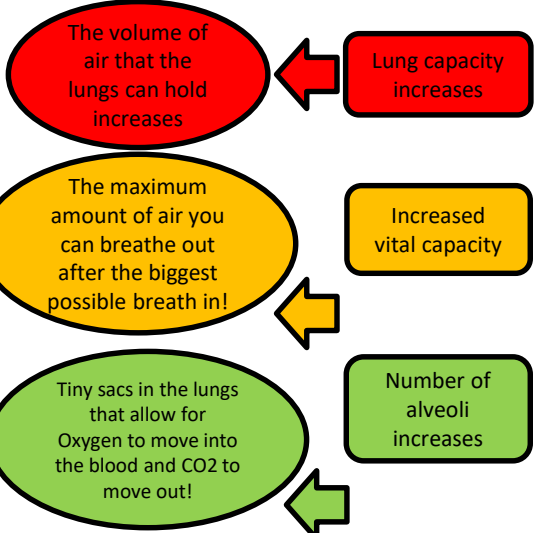 The volume of
air that the
lungs can hold
increases
Lung capacity
increases
The maximum
amount of air you
can breathe out
after the biggest
possible breath in!
Increased
vital capacity
Tiny sacs in the lungs
that allow for
Oxygen to move into
the blood and CO2 to
move out!
Number of
alveoli
increases